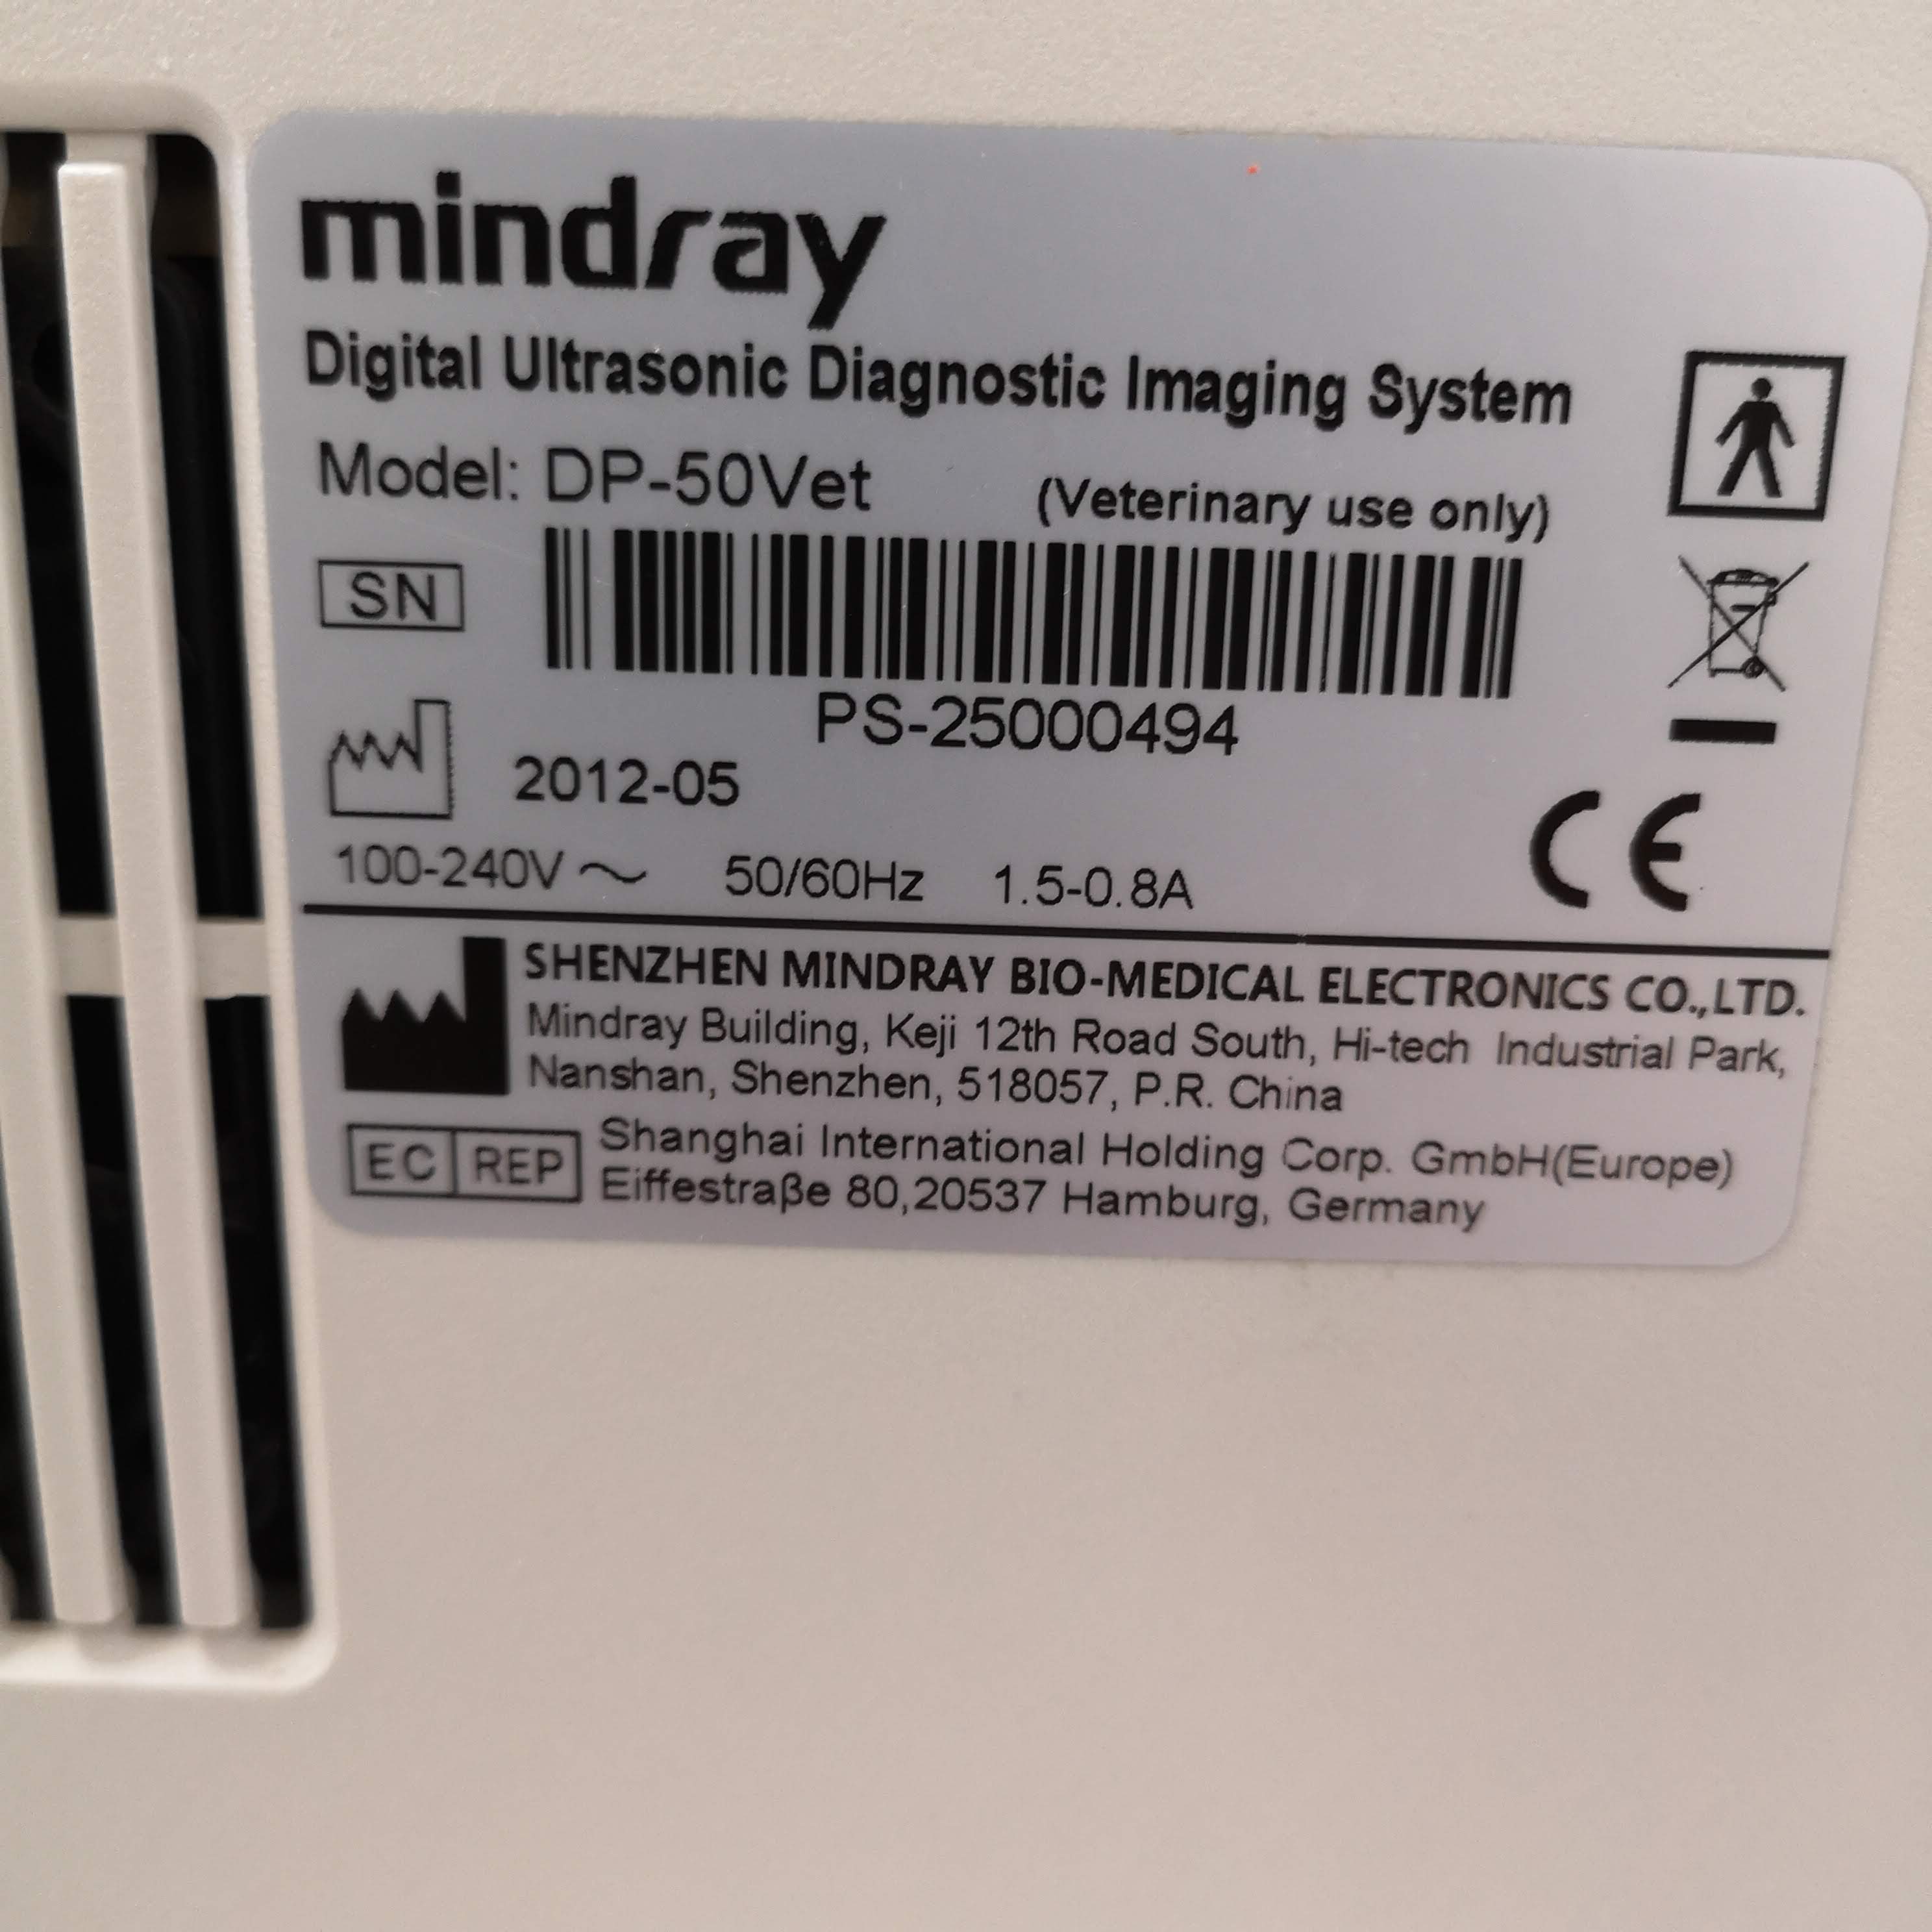 mindray
Digital Ultrasonic Diagnostic Imaging System
Model: DP-50Vet (Veterinary use only)
SN
PS-25000494
2012-05
100-240V ~ 50/60Hz 1.5-0.8A
CE
SHENZHEN MINDRAY BIO-MEDICAL ELECTRONICS CO.,LTD.
Mindray Building, Keji 12th Road South, Hi-tech Industrial Park,
Nanshan, Shenzhen, 518057, P.R. China
EC REP Shanghai International Holding Corp. GmbH(Europe)
Eiffestraße 80,20537 Hamburg, Germany